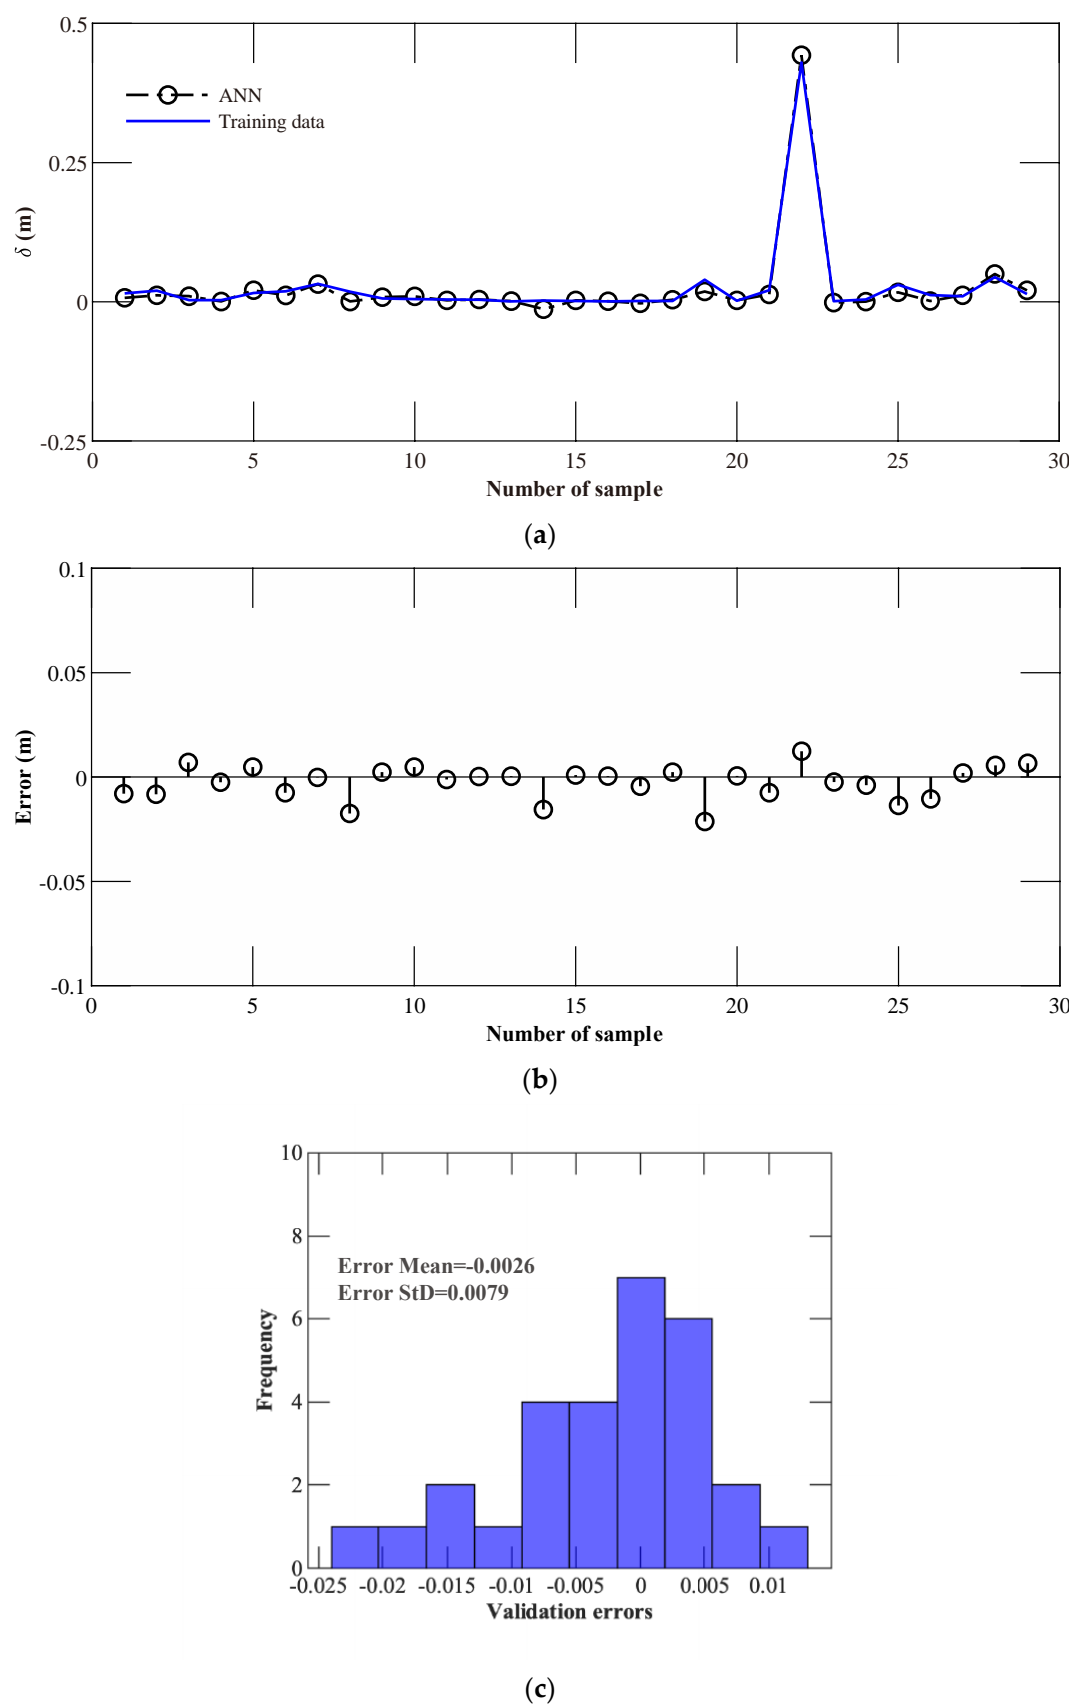 0.5
ANN
Training data
0.25
δ (m)
0
-0.25
0 5 10 15 20 25 30
Number of sample
(a)
0.1
0.05
Error (m)
0
-0.05
-0.1
0 5 10 15 20 25 30
Number of sample
(b)
10
8
Error Mean=-0.0026
Error StD=0.0079
6
Frequency
4
2
0
-0.025 -0.02 -0.015 -0.01 -0.005 0 0.005 0.01
Validation errors
(c)